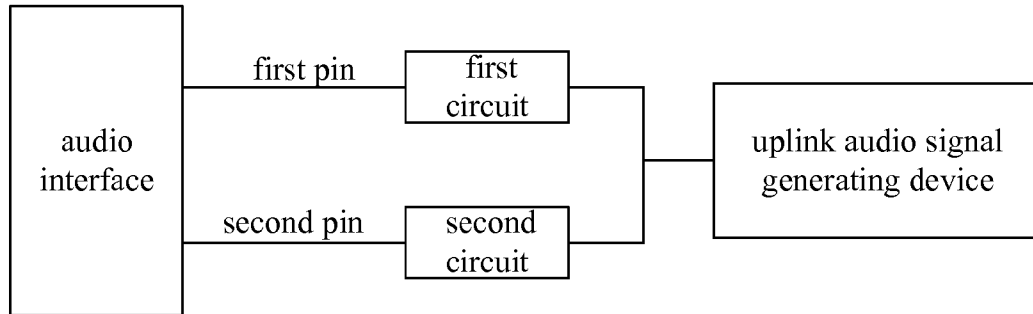 audio
interface
first pin
first
circuit
second pin
second
circuit
uplink audio signal
generating device